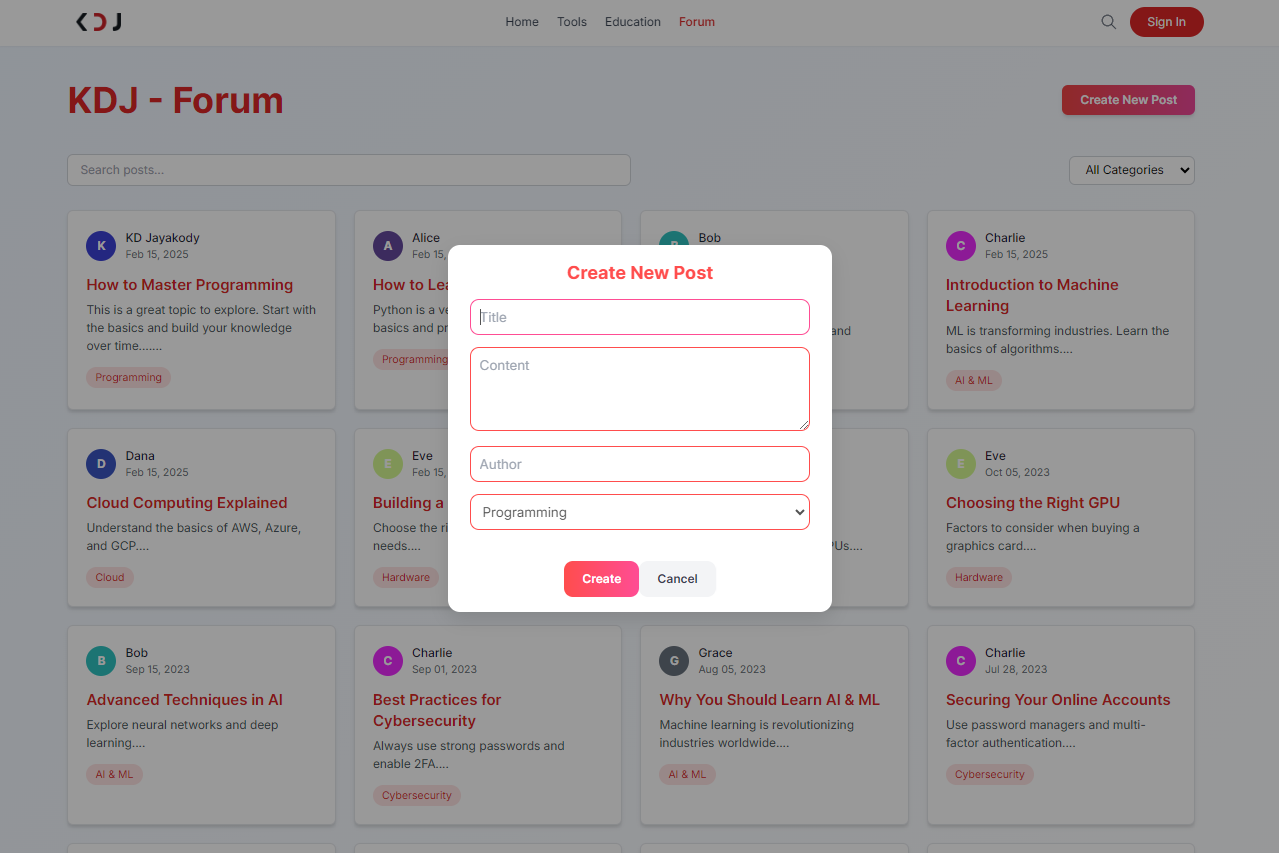 KDJ
Home Tools Education Forum
Sign In
KDJ - Forum
Create New Post
Search posts...
All Categories
K
KD Jayakody
Feb 15, 2025
How to Master Programming
This is a great topic to explore. Start with
the basics and build your knowledge
over time.......
Programming
A
Alice
Feb 15,
How to Lea
Python is a ve
basics and pr
Programming
B
Bob
and
C
Charlie
Feb 15, 2025
Introduction to Machine
Learning
ML is transforming industries. Learn the
basics of algorithms....
AI & ML
Create New Post
Title
Content
Author
Programming
Create
Cancel
D
Dana
Feb 15, 2025
Cloud Computing Explained
Understand the basics of AWS, Azure,
and GCP....
Cloud
E
Eve
Feb 15,
Building a
Choose the ri
needs....
Hardware
PUs....
E
Eve
Oct 05, 2023
Choosing the Right GPU
Factors to consider when buying a
graphics card....
Hardware
B
Bob
Sep 15, 2023
Advanced Techniques in AI
Explore neural networks and deep
learning....
AI & ML
C
Charlie
Sep 01, 2023
Best Practices for
Cybersecurity
Always use strong passwords and
enable 2FA....
Cybersecurity
G
Grace
Aug 05, 2023
Why You Should Learn AI & ML
Machine learning is revolutionizing
industries worldwide....
AI & ML
C
Charlie
Jul 28, 2023
Securing Your Online Accounts
Use password managers and multi-
factor authentication....
Cybersecurity